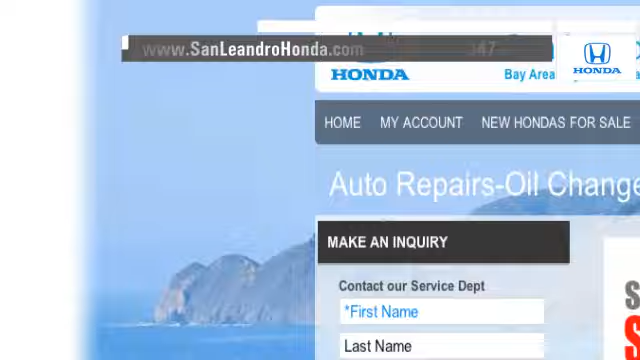 www.SanLeandroHonda.com
347
HONDA
HONDA
Bay Area
HOME MY ACCOUNT NEW HONDAS FOR SALE
Auto Repairs-Oil Change
MAKE AN INQUIRY
Contact our Service Dept
*First Name
Last Name